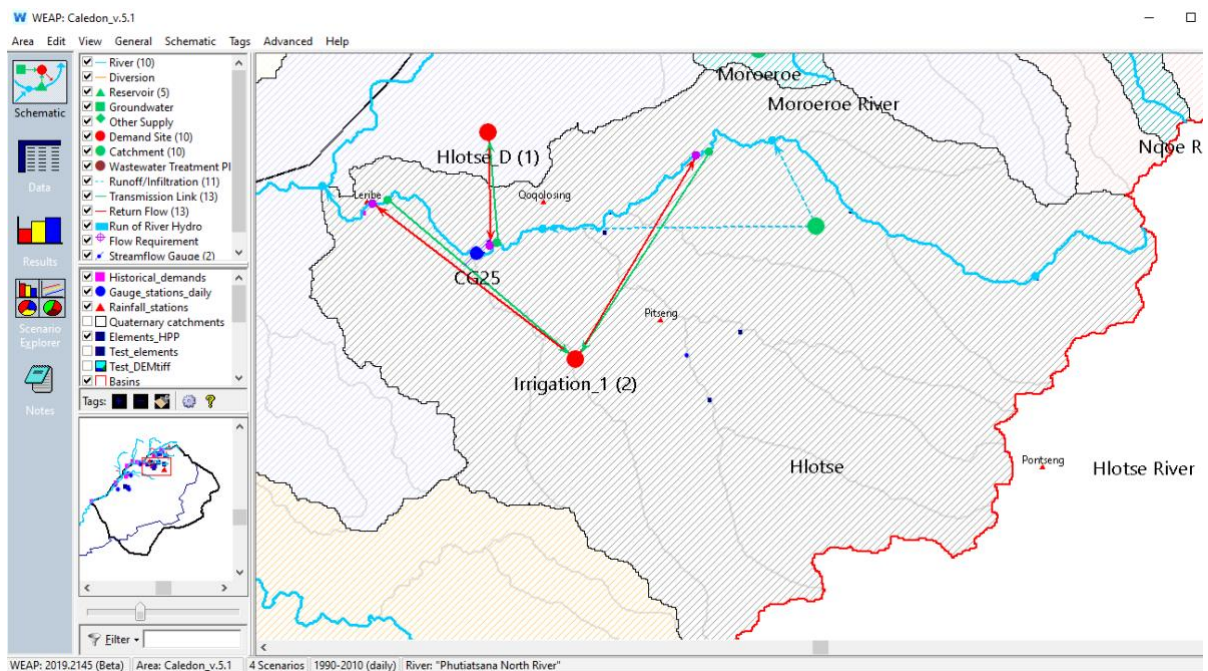 WEAP: Caledon_v.5.1
Area Edit View General Schematic Tags Advanced Help
Schematic
Data
Results
Scenario
Explorer
Notes
River (10)
Diversion
Reservoir (5)
Groundwater
Other Supply
Demand Site (10)
Catchment (10)
Wastewater Treatment Pl
Runoff/Infiltration (11)
Transmission Link (13)
Return Flow (13)
Run of River Hydro
Flow Requirement
Streamflow Gauge (2)
Historical_demands
Gauge_stations_daily
Rainfall_stations
Quaternary catchments
Elements_HPP
Test_elements
Test_DEMtiff
Basins
Tags:
Filter
Moroeroe
Moroeroe River
Nqoe R
Hlotse_D (1)
Leribe
Qoqolosing
CG25
Pitseng
Irrigation_1 (2)
Hlotse
Pontseng
Hlotse River
WEAP: 2019.2145 (Beta) Area: Caledon_v.5.1 4 Scenarios 1990-2010 (daily) River: "Phutiatsana North River"